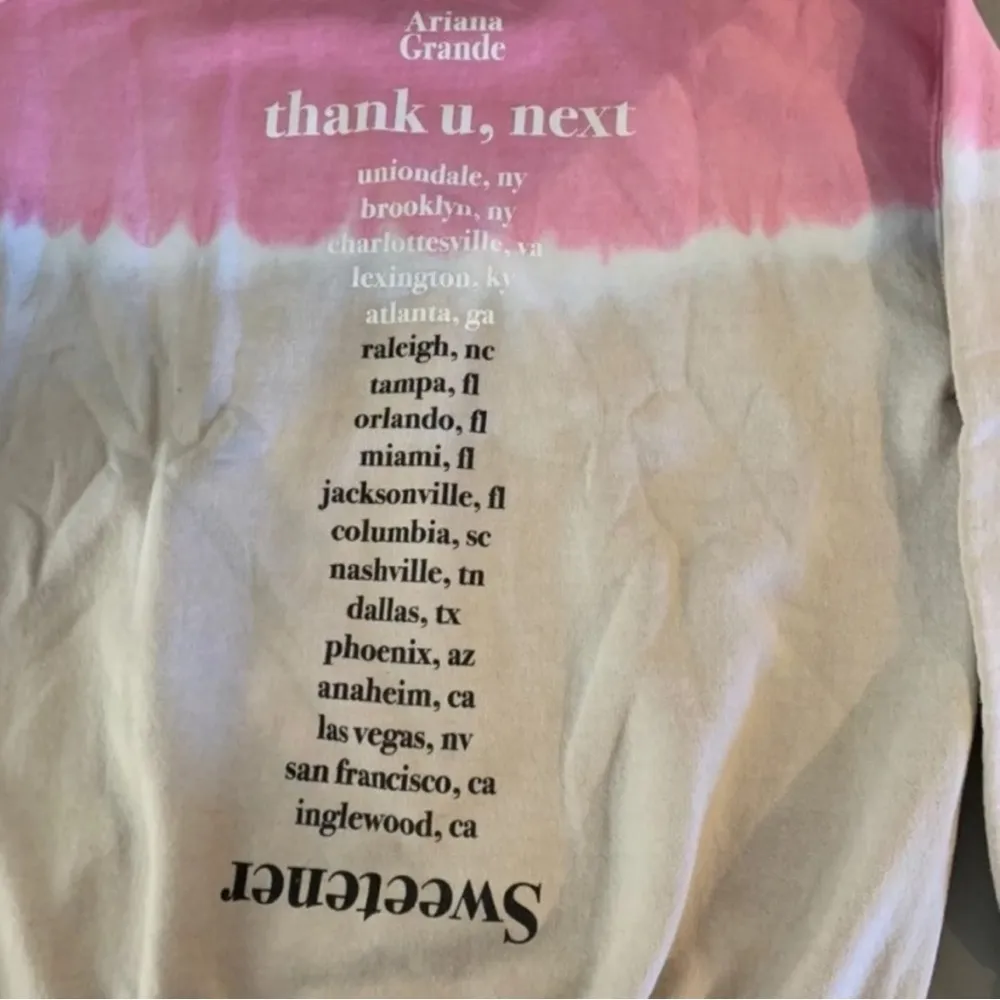 Ariana
Grande
thank u, next
uniondale, ny
brooklyn, ny
charlottesville, va
lexington, ky
atlanta, ga
raleigh, nc
tampa, fl
orlando, fl
miami, fl
jacksonville, fl
columbia, sc
nashville, tn
dallas, tx
phoenix, az
anaheim, ca
las vegas, nv
san francisco, ca
inglewood, ca
Sweetener